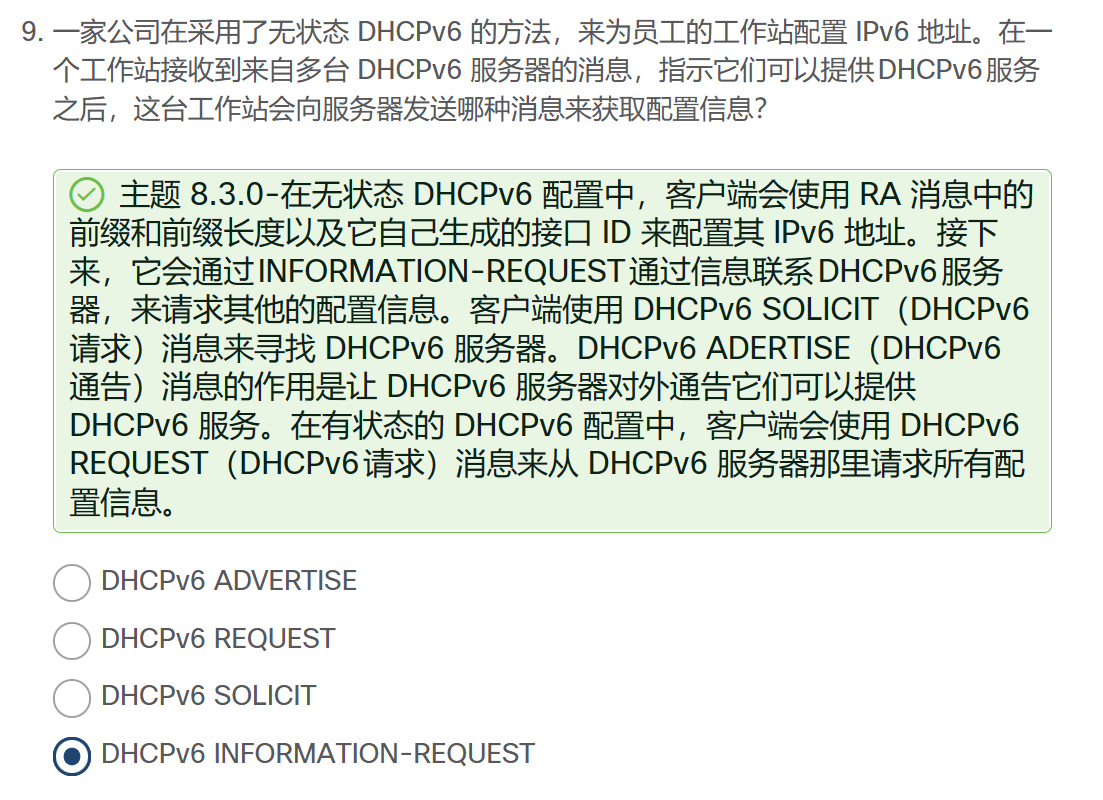 9. 一家公司在采用了无状态 DHCPv6 的方法，来为员工的工作站配置 IPv6 地址。在一
个工作站接收到来自多台 DHCPv6 服务器的消息，指示它们可以提供DHCPv6服务
之后，这台工作站会向服务器发送哪种消息来获取配置信息？
主题 8.3.0-在无状态 DHCPv6 配置中，客户端会使用 RA 消息中的
前缀和前缀长度以及它自己生成的接口 ID 来配置其 IPv6 地址。接下
来，它会通过INFORMATION-REQUEST通过信息联系DHCPv6服务
器，来请求其他的配置信息。客户端使用 DHCPv6 SOLICIT（DHCPv6
请求）消息来寻找 DHCPv6 服务器。DHCPv6 ADERTISE（DHCPv6
通告）消息的作用是让 DHCPv6 服务器对外通告它们可以提供
DHCPv6 服务。在有状态的 DHCPv6 配置中，客户端会使用 DHCPv6
REQUEST（DHCPv6请求）消息来从 DHCPv6 服务器那里请求所有配
置信息。
DHCPv6 ADVERTISE
DHCPv6 REQUEST
DHCPv6 SOLICIT
DHCPv6 INFORMATION-REQUEST